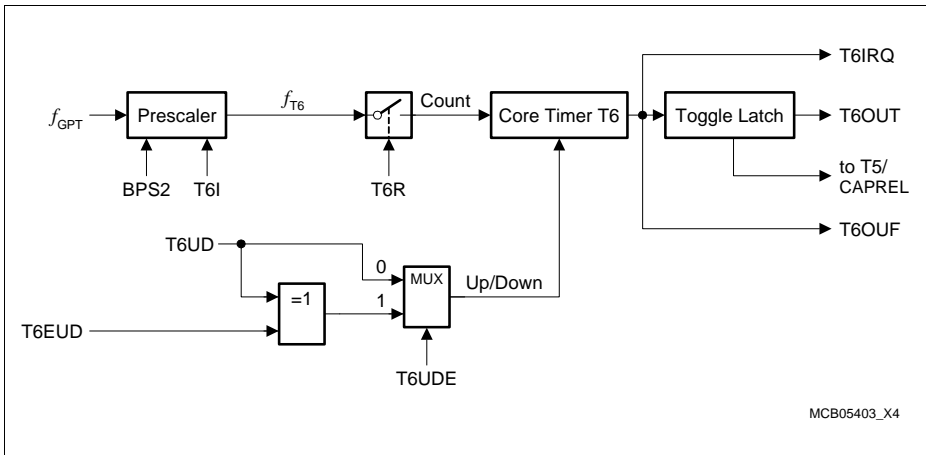 T6IRQ
f_T6
Count
f_GPT
Prescaler
Core Timer T6
Toggle Latch
T6OUT
BPS2
T6I
T6R
to T5/
CAPREL
T6UD
T6OUF
0
MUX
Up/Down
=1
1
T6EUD
T6UDE
MCB05403_X4